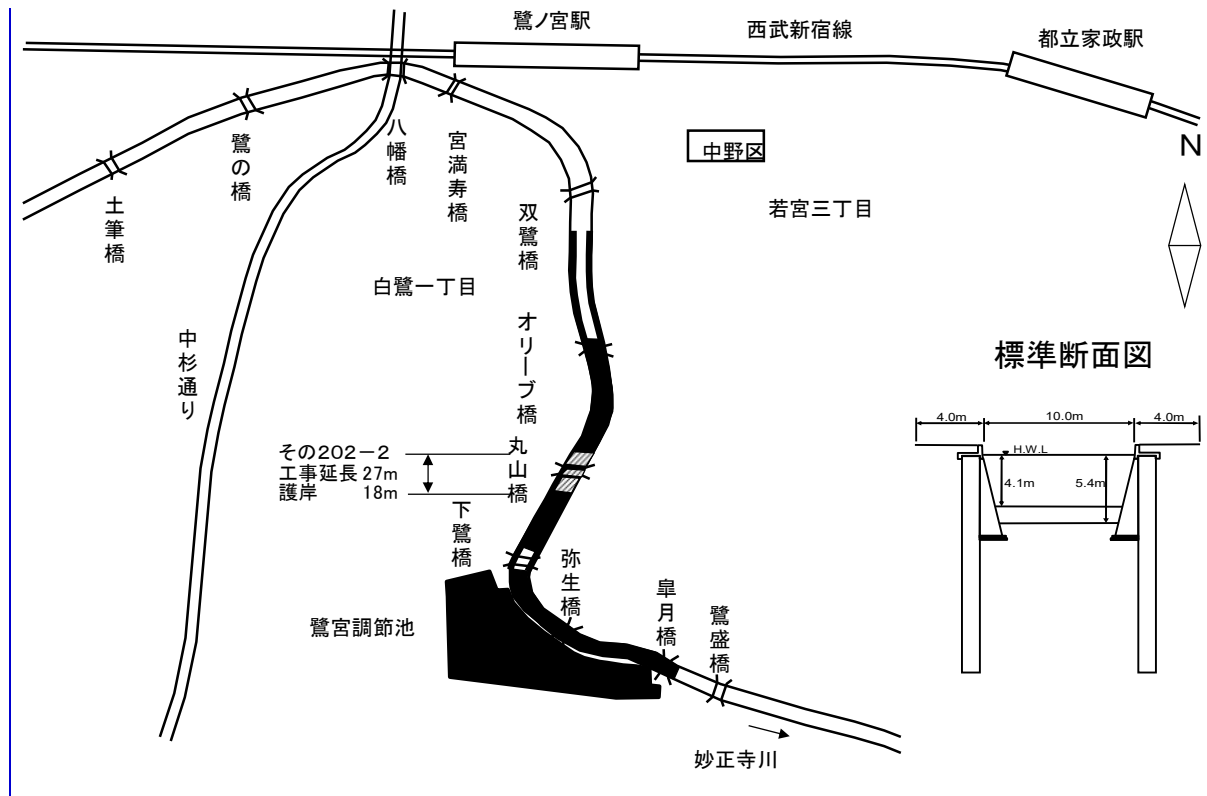 鷺ノ宮駅
西武新宿線
都立家政駅
鷺の橋
八幡橋
宮満寿橋
中野区
N
土筆橋
双鷺橋
若宮三丁目
白鷺一丁目
中杉通り
オリーブ橋
標準断面図
4.0m
10.0m
4.0m
H.W.L
4.1m
5.4m
その202-2
工事延長 27m
護岸 18m
丸山橋
下鷺橋
弥生橋
皐月橋
鷺盛橋
鷺宮調節池
妙正寺川